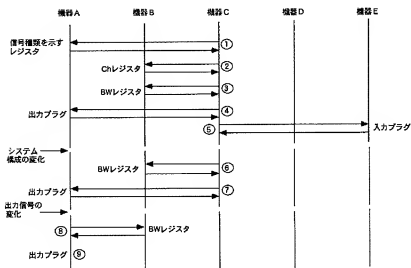 機器A 機器B 機器C 機器D 機器E
信号種類を示す
レジスタ
①
Chレジスタ ②
BWレジスタ ③
出力プラグ ④
⑤ 入力プラグ
システム
構成の変化
BWレジスタ ⑥
出力プラグ ⑦
出力信号の
変化
⑧ BWレジスタ
出力プラグ ⑨